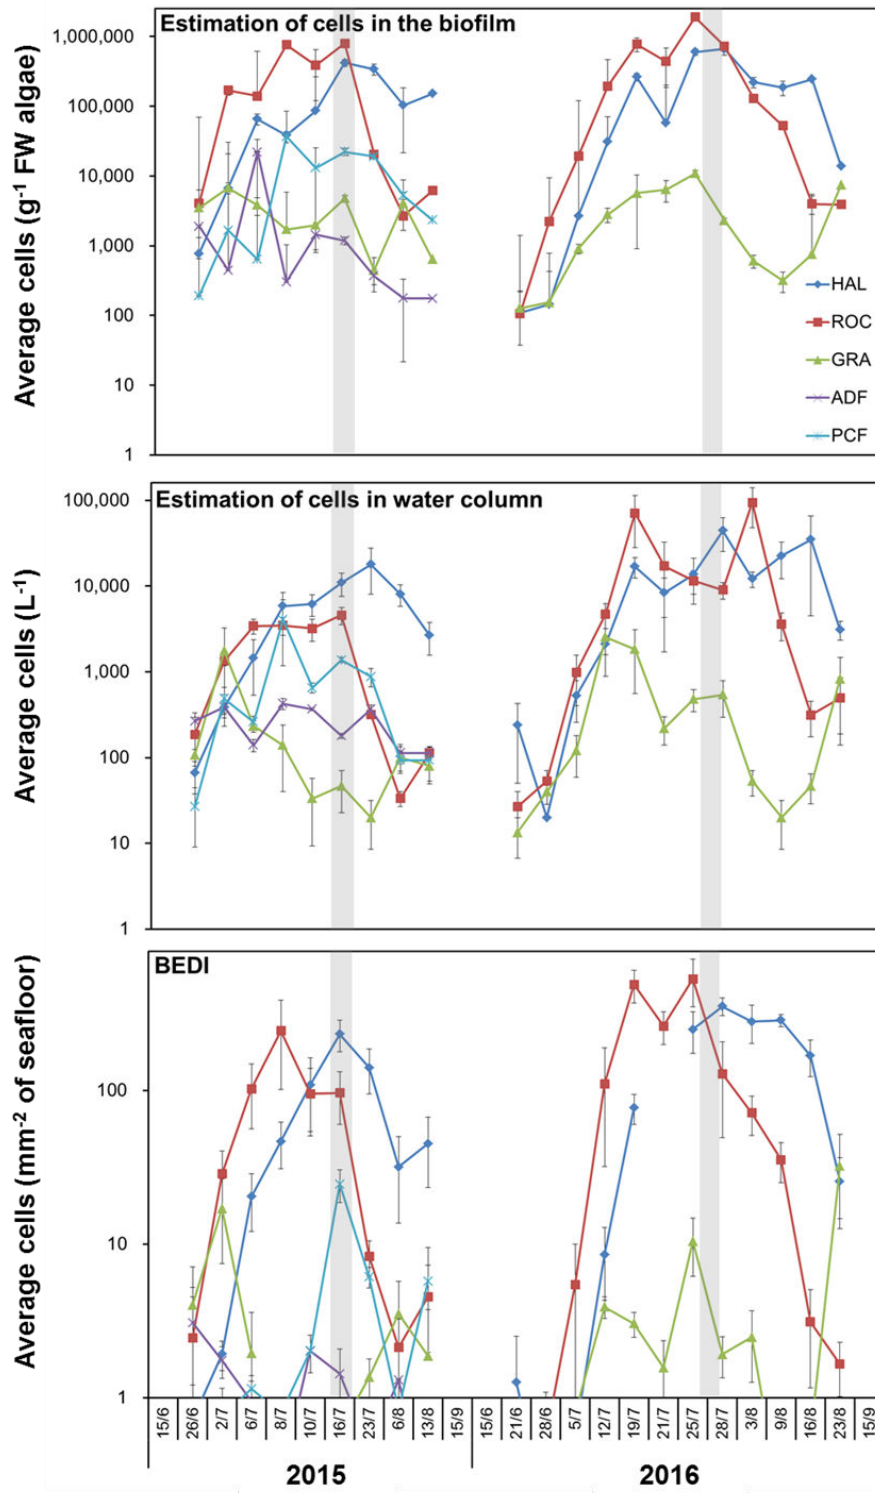 Estimation of cells in the biofilm
Average cells (g⁻¹ FW algae)
1,000,000
100,000
10,000
1,000
100
10
1
HAL
ROC
GRA
ADF
PCF
Estimation of cells in water column
Average cells (L⁻¹)
100,000
10,000
1,000
100
10
1
BEDI
Average cells (mm⁻² of seafloor)
100
10
1
15/6 26/6 2/7 6/7 8/7 10/7 16/7 23/7 6/8 13/8 15/9 15/6 21/6 28/6 5/7 12/7 19/7 21/7 25/7 28/7 3/8 9/8 16/8 23/8 15/9
2015 2016